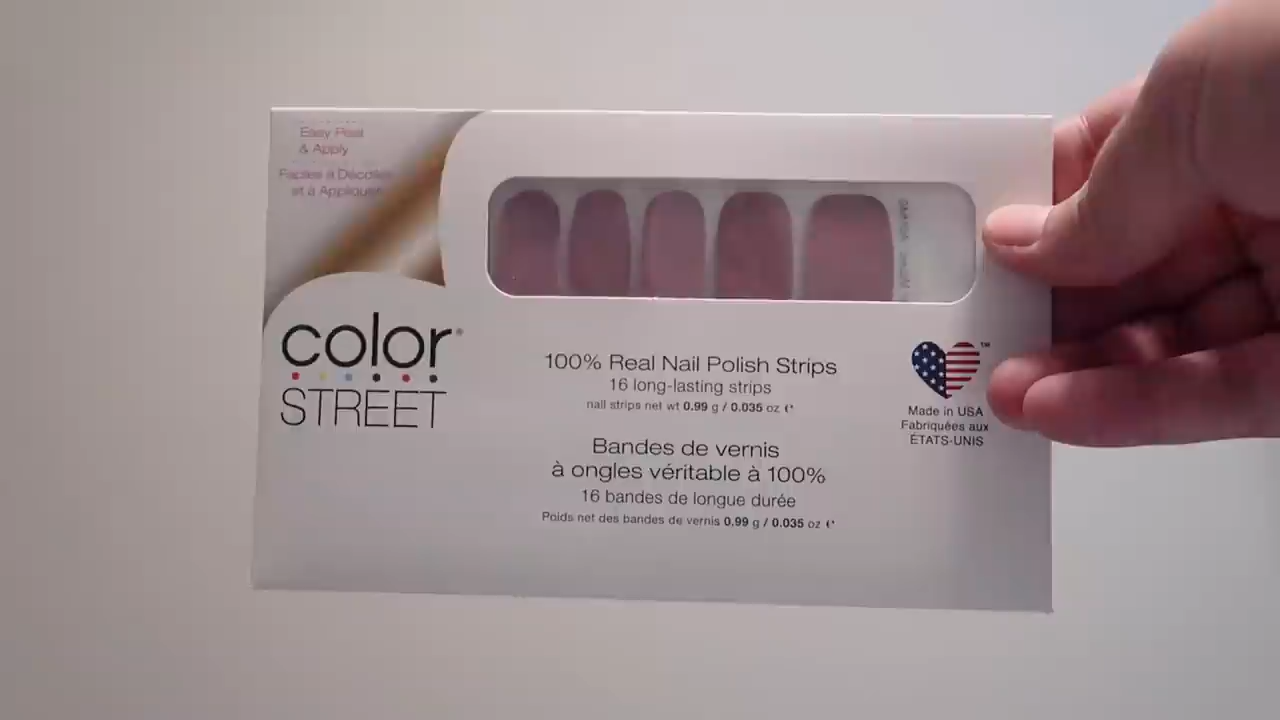 Easy Peel
& Apply
Faciles à Décoller
et à Appliquer
color
STREET
100% Real Nail Polish Strips
16 long-lasting strips
nail strips net wt 0.99 g / 0.035 oz ℮
Bandes de vernis
à ongles véritable à 100%
16 bandes de longue durée
Poids net des bandes de vernis 0.99 g / 0.035 oz ℮
™
Made in USA
Fabriquées aux
ÉTATS-UNIS